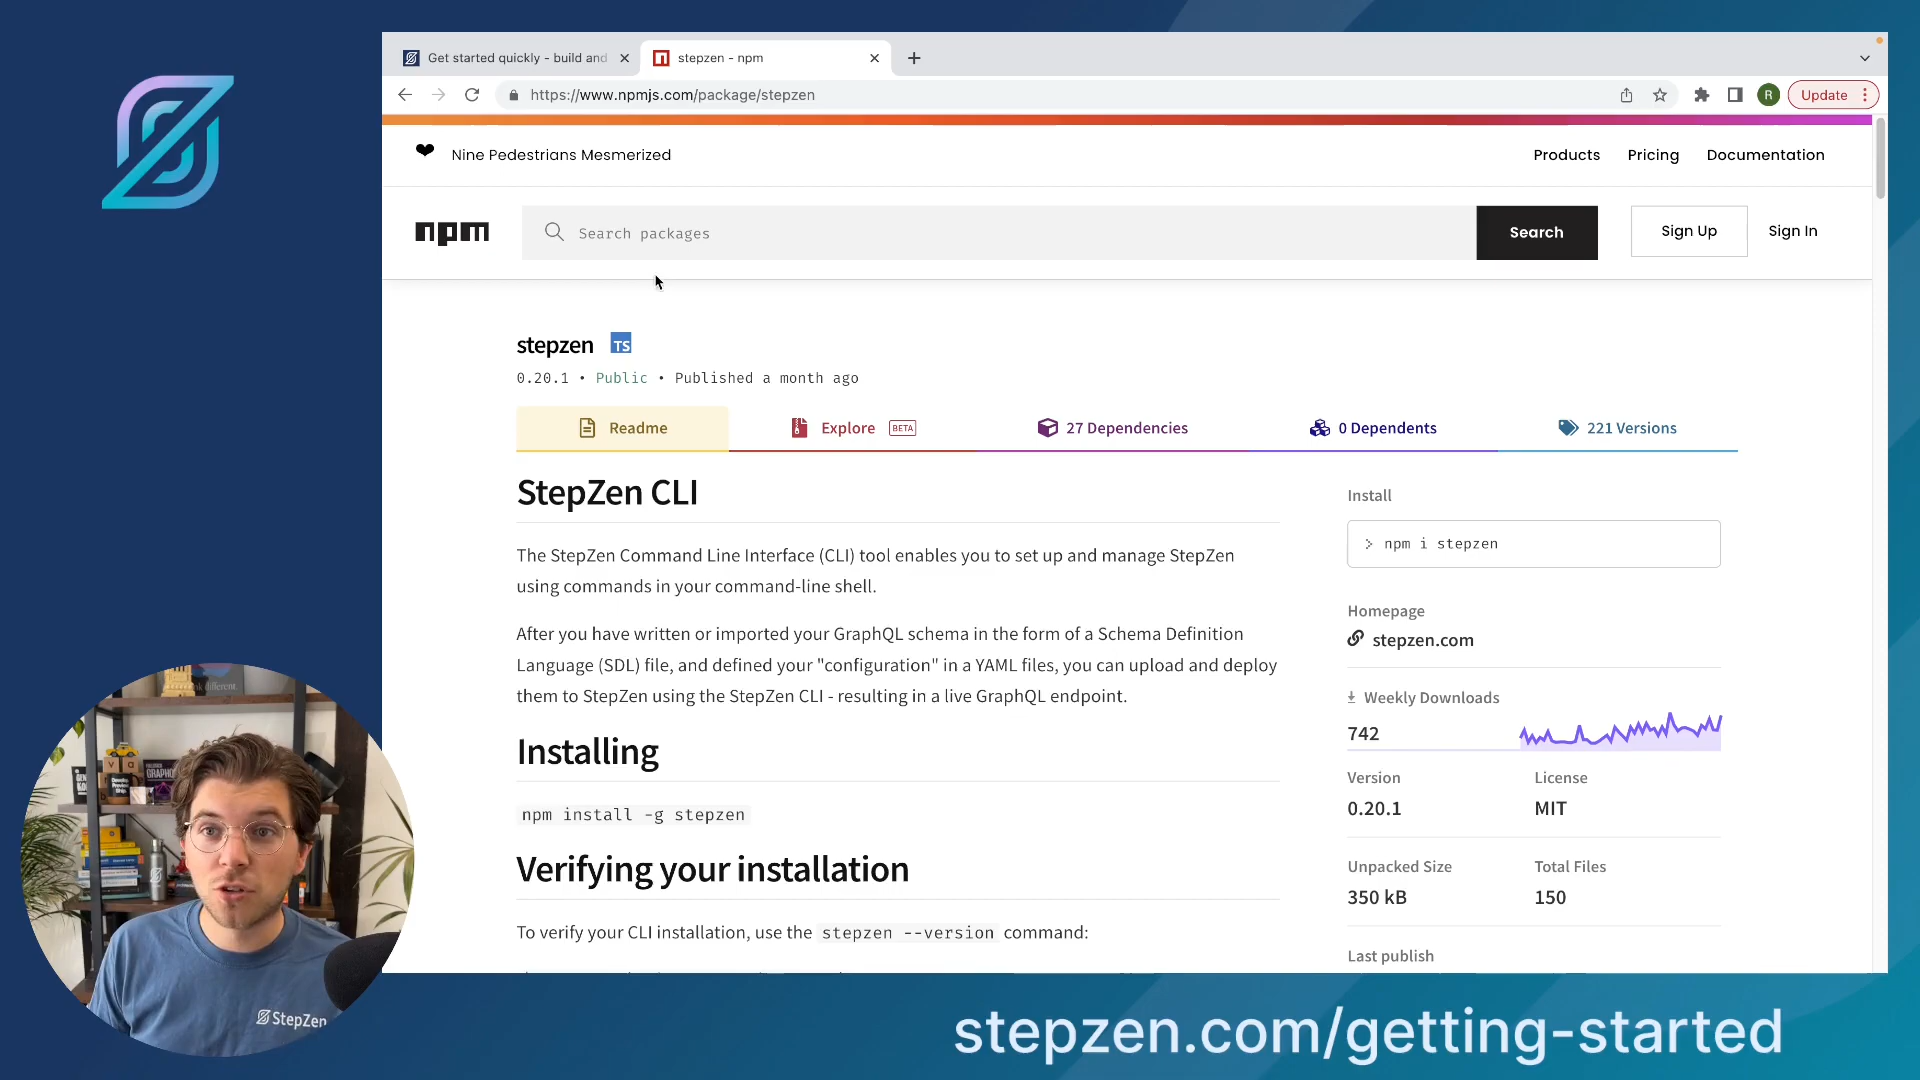 Get started quickly - build and
stepzen - npm
https://www.npmjs.com/package/stepzen
R
Update
Nine Pedestrians Mesmerized
Products
Pricing
Documentation
npm
Search packages
Search
Sign Up
Sign In
stepzen
TS
0.20.1 • Public • Published a month ago
Readme
Explore
BETA
27 Dependencies
0 Dependents
221 Versions
StepZen CLI
The StepZen Command Line Interface (CLI) tool enables you to set up and manage StepZen
using commands in your command-line shell.
After you have written or imported your GraphQL schema in the form of a Schema Definition
Language (SDL) file, and defined your "configuration" in a YAML files, you can upload and deploy
them to StepZen using the StepZen CLI - resulting in a live GraphQL endpoint.
Installing
npm install -g stepzen
Verifying your installation
To verify your CLI installation, use the stepzen --version command:
Install
> npm i stepzen
Homepage
stepzen.com
Weekly Downloads
742
Version
License
0.20.1
MIT
Unpacked Size
Total Files
350 kB
150
Last publish
StepZen
stepzen.com/getting-started